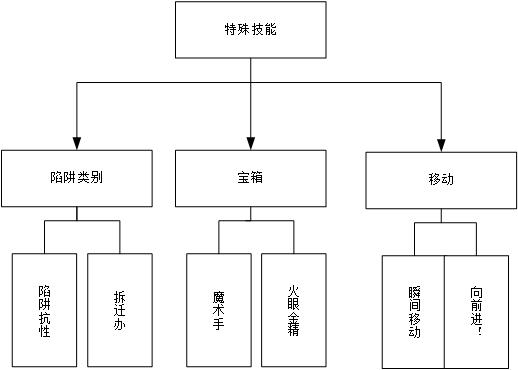 特殊技能
陷阱类别
宝箱
移动
陷阱抗性
拆迁办
魔术手
火眼金精
瞬间移动
向前进！